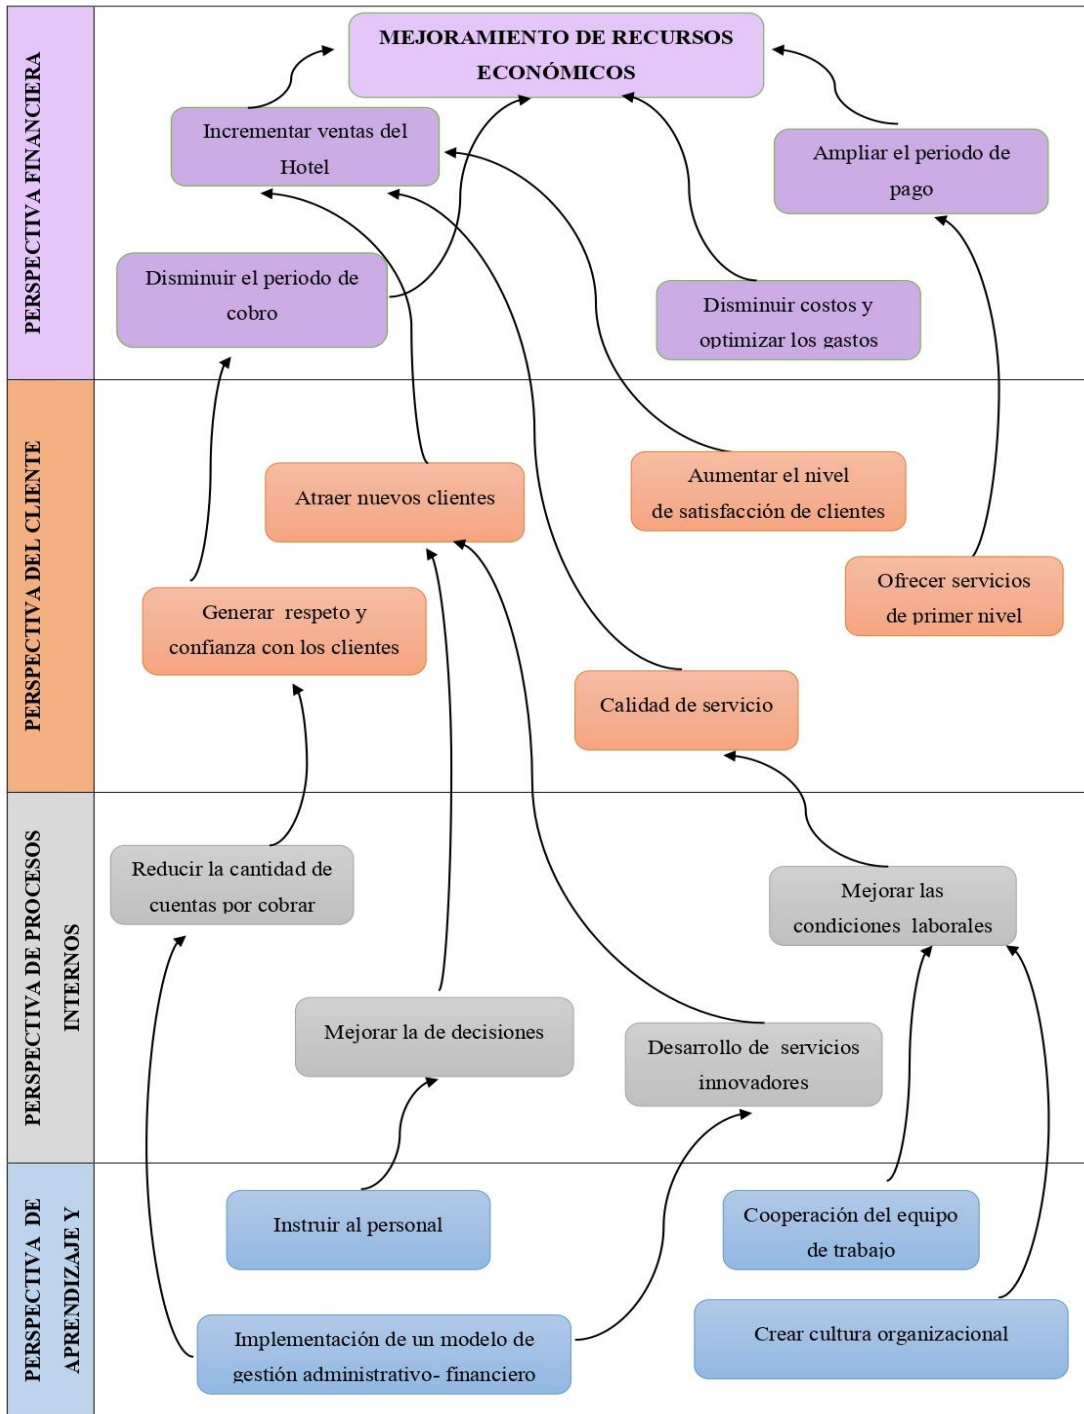 PERSPECTIVA FINANCIERA
MEJORAMIENTO DE RECURSOS
ECONÓMICOS
Incrementar ventas del
Hotel
Ampliar el periodo de
pago
Disminuir el periodo de
cobro
Disminuir costos y
optimizar los gastos
PERSPECTIVA DEL CLIENTE
Atraer nuevos clientes
Aumentar el nivel
de satisfacción de clientes
Ofrecer servicios
de primer nivel
Generar respeto y
confianza con los clientes
Calidad de servicio
PERSPECTIVA DE PROCESOS
INTERNOS
Reducir la cantidad de
cuentas por cobrar
Mejorar las
condiciones laborales
Mejorar la de decisiones
Desarrollo de servicios
innovadores
PERSPECTIVA DE
APRENDIZAJE Y
Instruir al personal
Cooperación del equipo
de trabajo
Implementación de un modelo de
gestión administrativo- financiero
Crear cultura organizacional